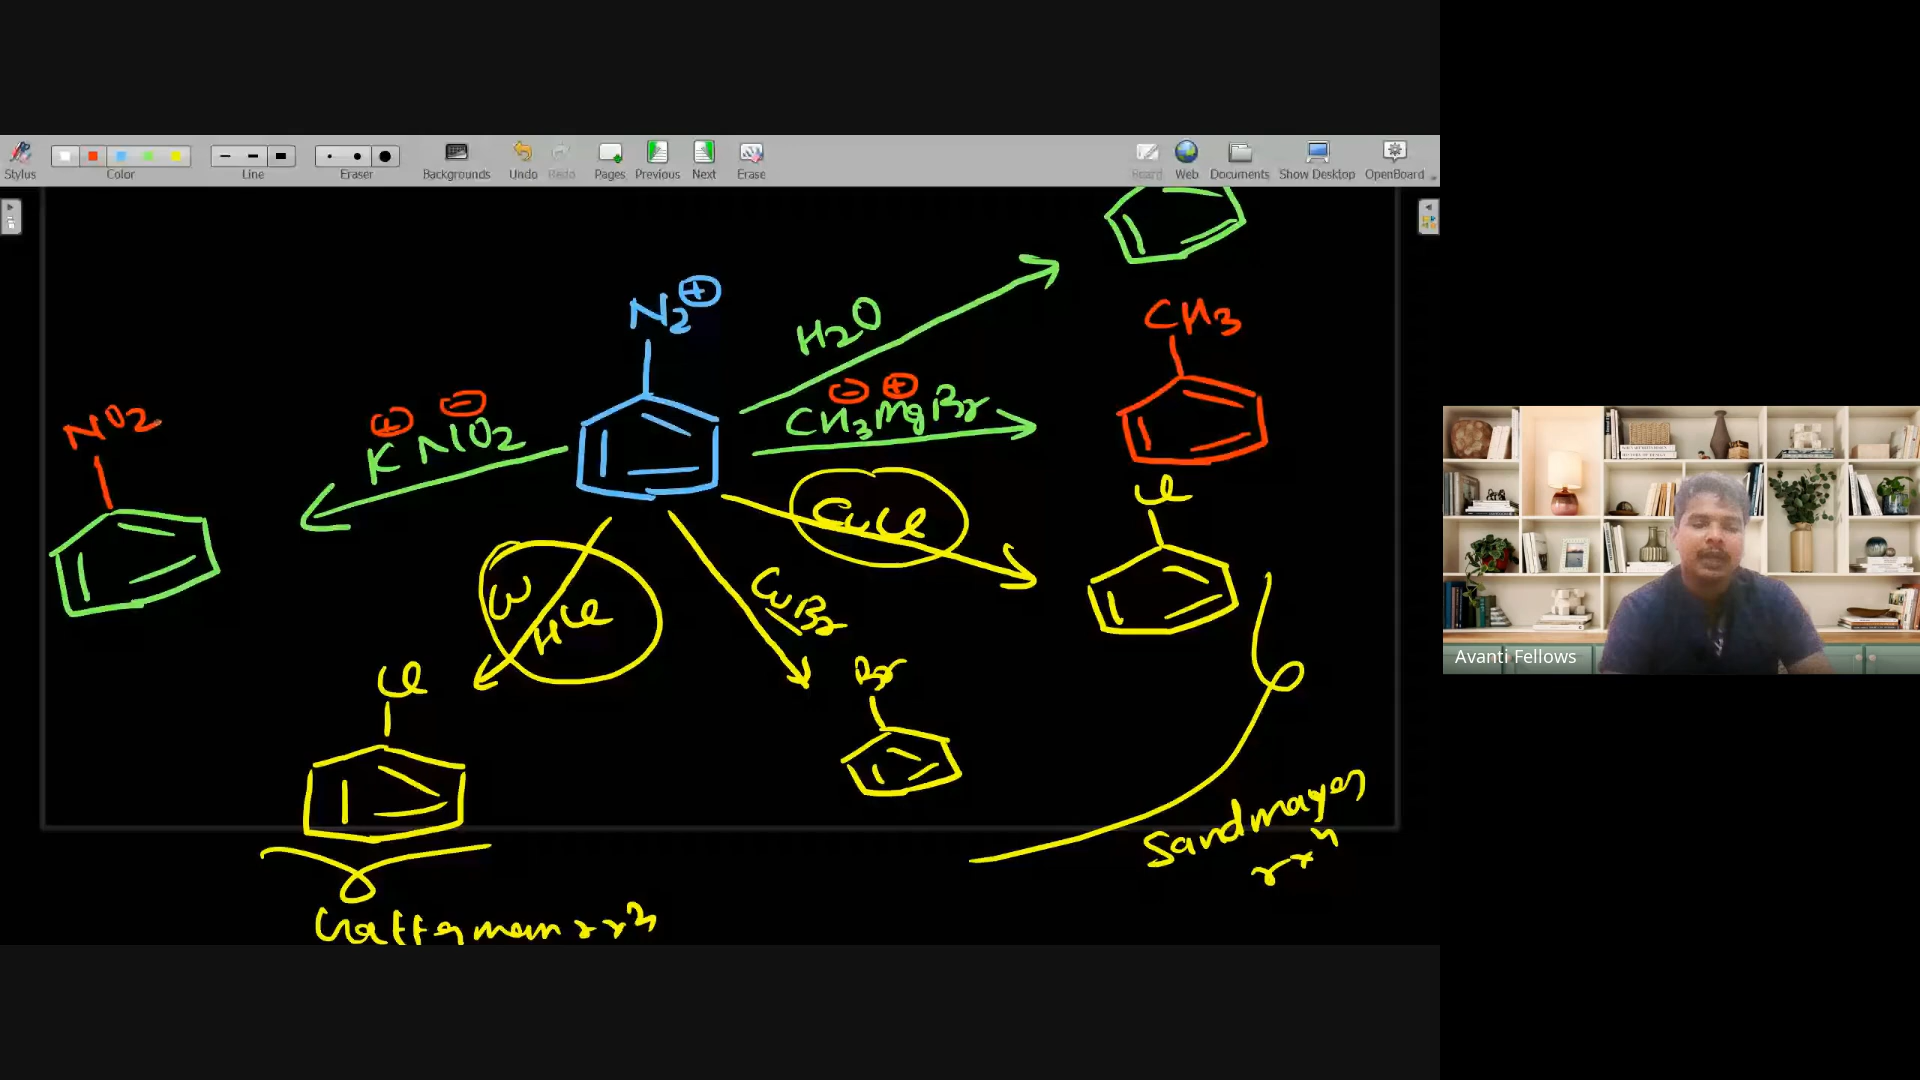 Stylus
Color
Line
Eraser
Backgrounds
Undo
Redo
Pages
Previous
Next
Erase
Board
Web
Documents
Show Desktop
OpenBoard
N2⊕
H2O
CH3
⊖ ⊕
CH3MgBr
⊕ ⊖
KNO2
NO2
CuCl
Cl
Cu
HCl
CuBr
Cl
Br
Sandmayer
rxn
Gattermann rxn
Avanti Fellows